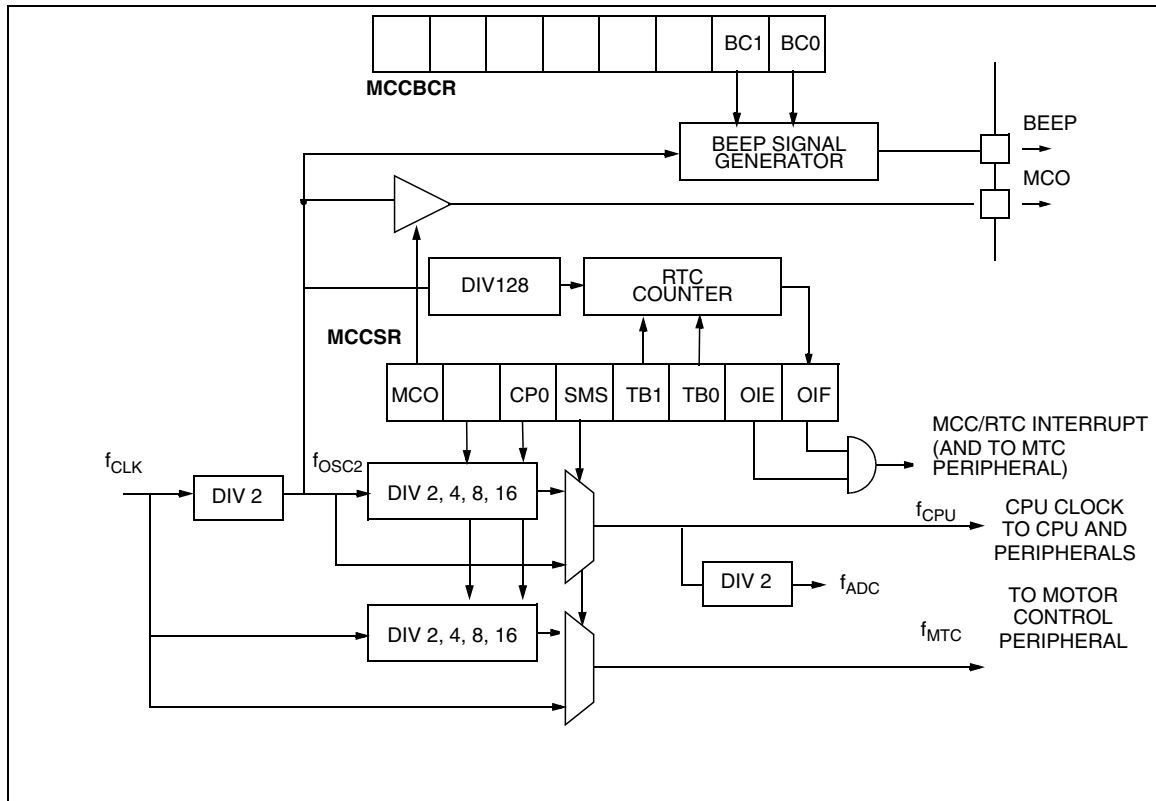 BC1 BC0
MCCBCR
BEEP SIGNAL
GENERATOR
BEEP
MCO
DIV128
RTC
COUNTER
MCCSR
MCO CP0 SMS TB1 TB0 OIE OIF
MCC/RTC INTERRUPT
(AND TO MTC
PERIPHERAL)
fCLK
DIV 2
fOSC2
DIV 2, 4, 8, 16
fCPU
CPU CLOCK
TO CPU AND
PERIPHERALS
DIV 2
fADC
DIV 2, 4, 8, 16
fMTC
TO MOTOR
CONTROL
PERIPHERAL